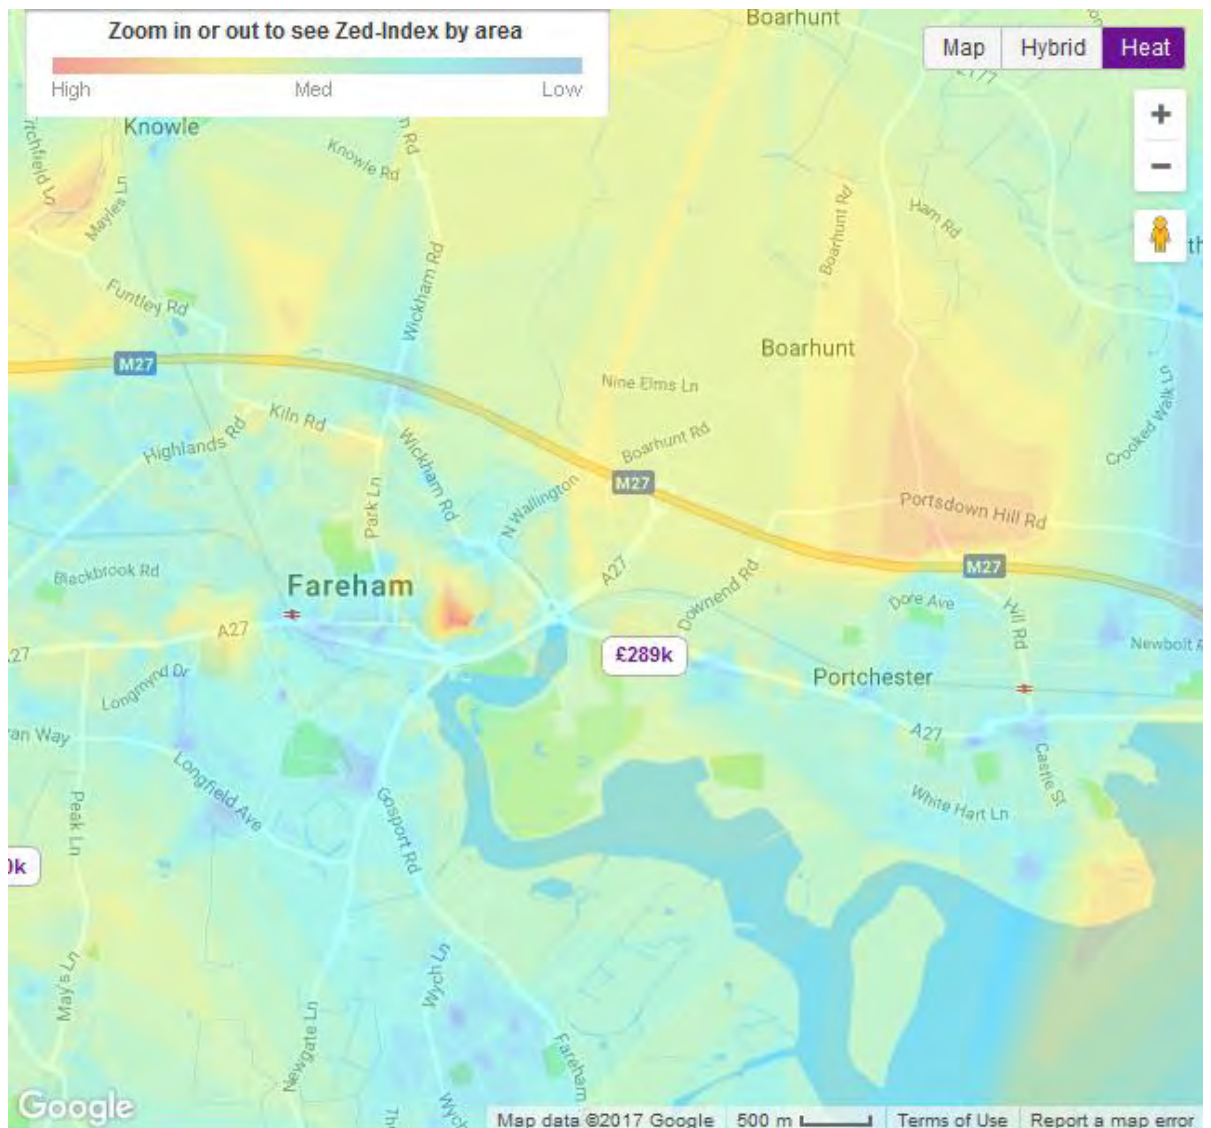 Zoom in or out to see Zed-Index by area
High Med Low
Boarhunt
Map Hybrid Heat
Knowle
Knowle Rd
Mayles Ln
Wickham Rd
Funtley Rd
Boarhunt Rd
Ham Rd
M27
Boarhunt
Nine Elms Ln
Crooked Walk Ln
Kiln Rd
Highlands Rd
Wickham Rd
Boarhunt Rd
M27
N Wallington
Park Ln
Portsdown Hill Rd
M27
Blackbrook Rd
Fareham
A27
Downend Rd
Dore Ave
Hill Rd
A27
£289k
Newbolt
Longmynd Dr
Portchester
A27
Longfield Ave
Peak Ln
Gosport Rd
Castle St
White Hart Ln
May's Ln
Wych Ln
Newgate Ln
Fareham
Google
Map data ©2017 Google 500 m Terms of Use Report a map error